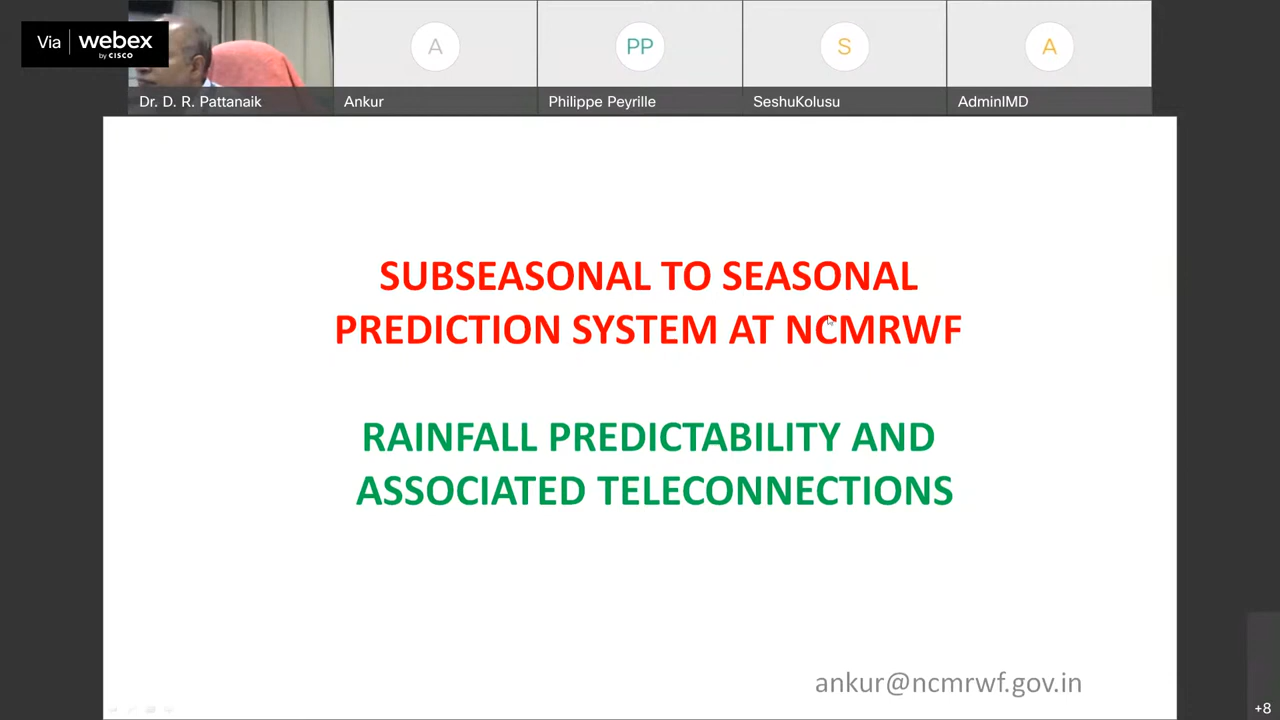 Via webex
by CISCO
A
PP
S
A
Dr. D. R. Pattanaik
Ankur
Philippe Peyrille
SeshuKolusu
AdminIMD
SUBSEASONAL TO SEASONAL
PREDICTION SYSTEM AT NCMRWF
RAINFALL PREDICTABILITY AND
ASSOCIATED TELECONNECTIONS
ankur@ncmrwf.gov.in
+8